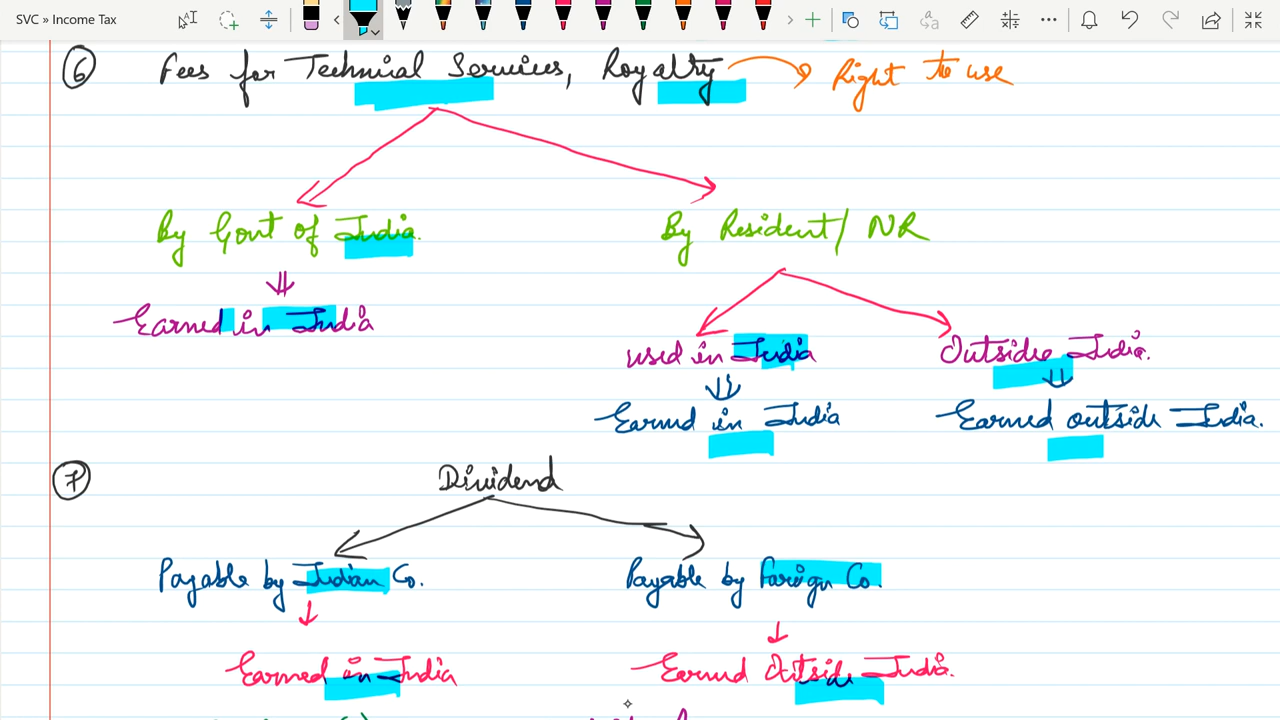 SVC > Income Tax
6 Fees for Technical Services, Royalty → Right to use
By Govt of India. By Resident/ NR
Earned in India
used in India Outside India.
Earned in India Earned outside India.
7 Dividend
Payable by Indian Co. Payable by Foreign Co.
Earned in India Earned Outside India.